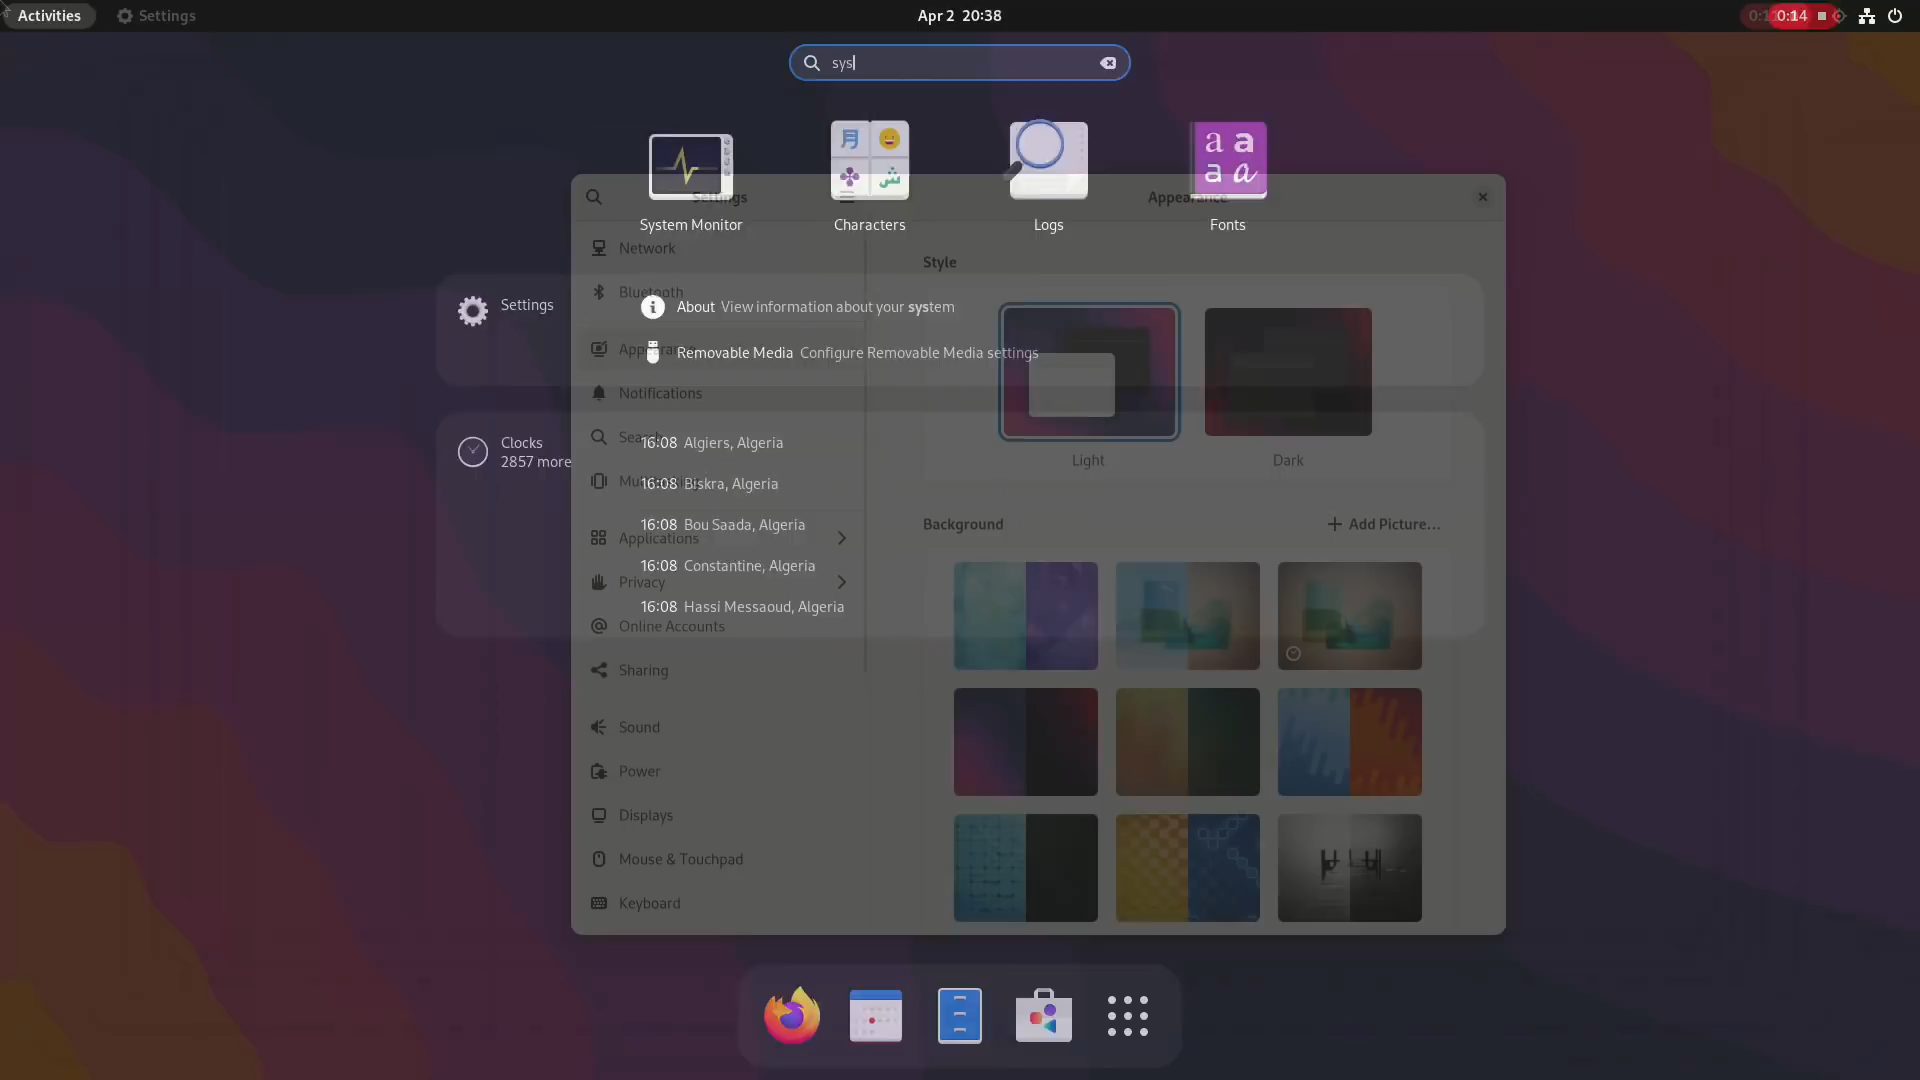 Activities
Settings
Apr 2 20:38
0:14
sys
System Monitor
Characters
Logs
Fonts
Settings
Appearance
Network
Bluetooth
Appearance
Notifications
Applications
Privacy
Online Accounts
Sharing
Sound
Power
Displays
Mouse & Touchpad
Keyboard
Settings
About View information about your system
Removable Media Configure Removable Media settings
Clocks
2857 more
16:08 Algiers, Algeria
16:08 Biskra, Algeria
16:08 Bou Saada, Algeria
16:08 Constantine, Algeria
16:08 Hassi Messaoud, Algeria
Style
Light
Dark
Background
Add Picture...